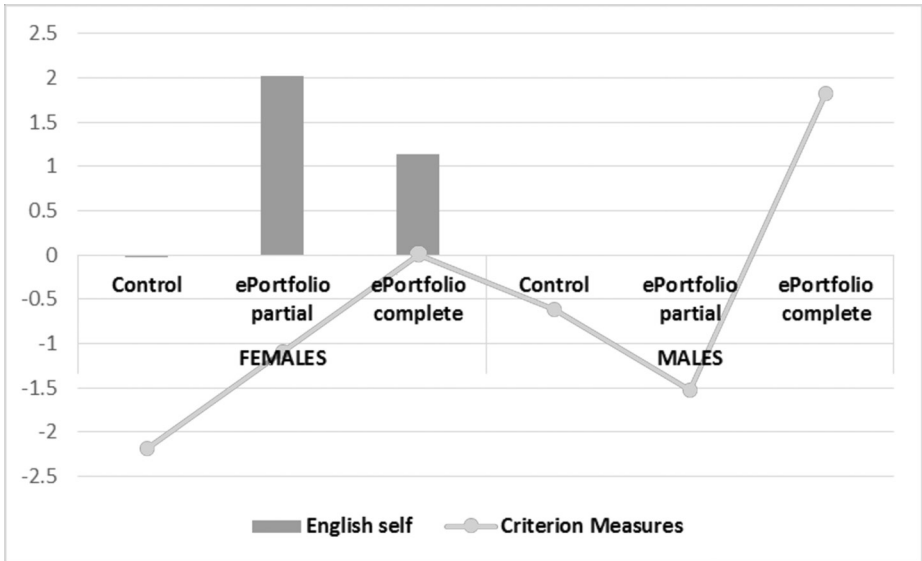 2.5
2
1.5
1
0.5
0
-0.5
-1
-1.5
-2
-2.5
Control ePortfolio ePortfolio Control ePortfolio ePortfolio
partial complete partial complete
FEMALES MALES
English self Criterion Measures